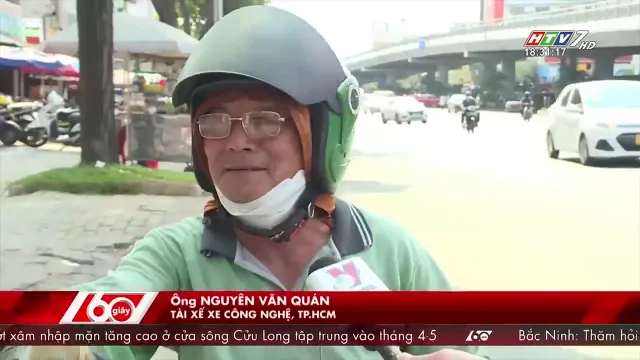 HTV7 HD
18:31:17
60 giây
Ông NGUYỄN VĂN QUÁN
TÀI XẾ XE CÔNG NGHỆ, TP.HCM
xâm nhập mặn tăng cao ở cửa sông Cửu Long tập trung vào tháng 4-5 60 Bắc Ninh: Thăm hỏi